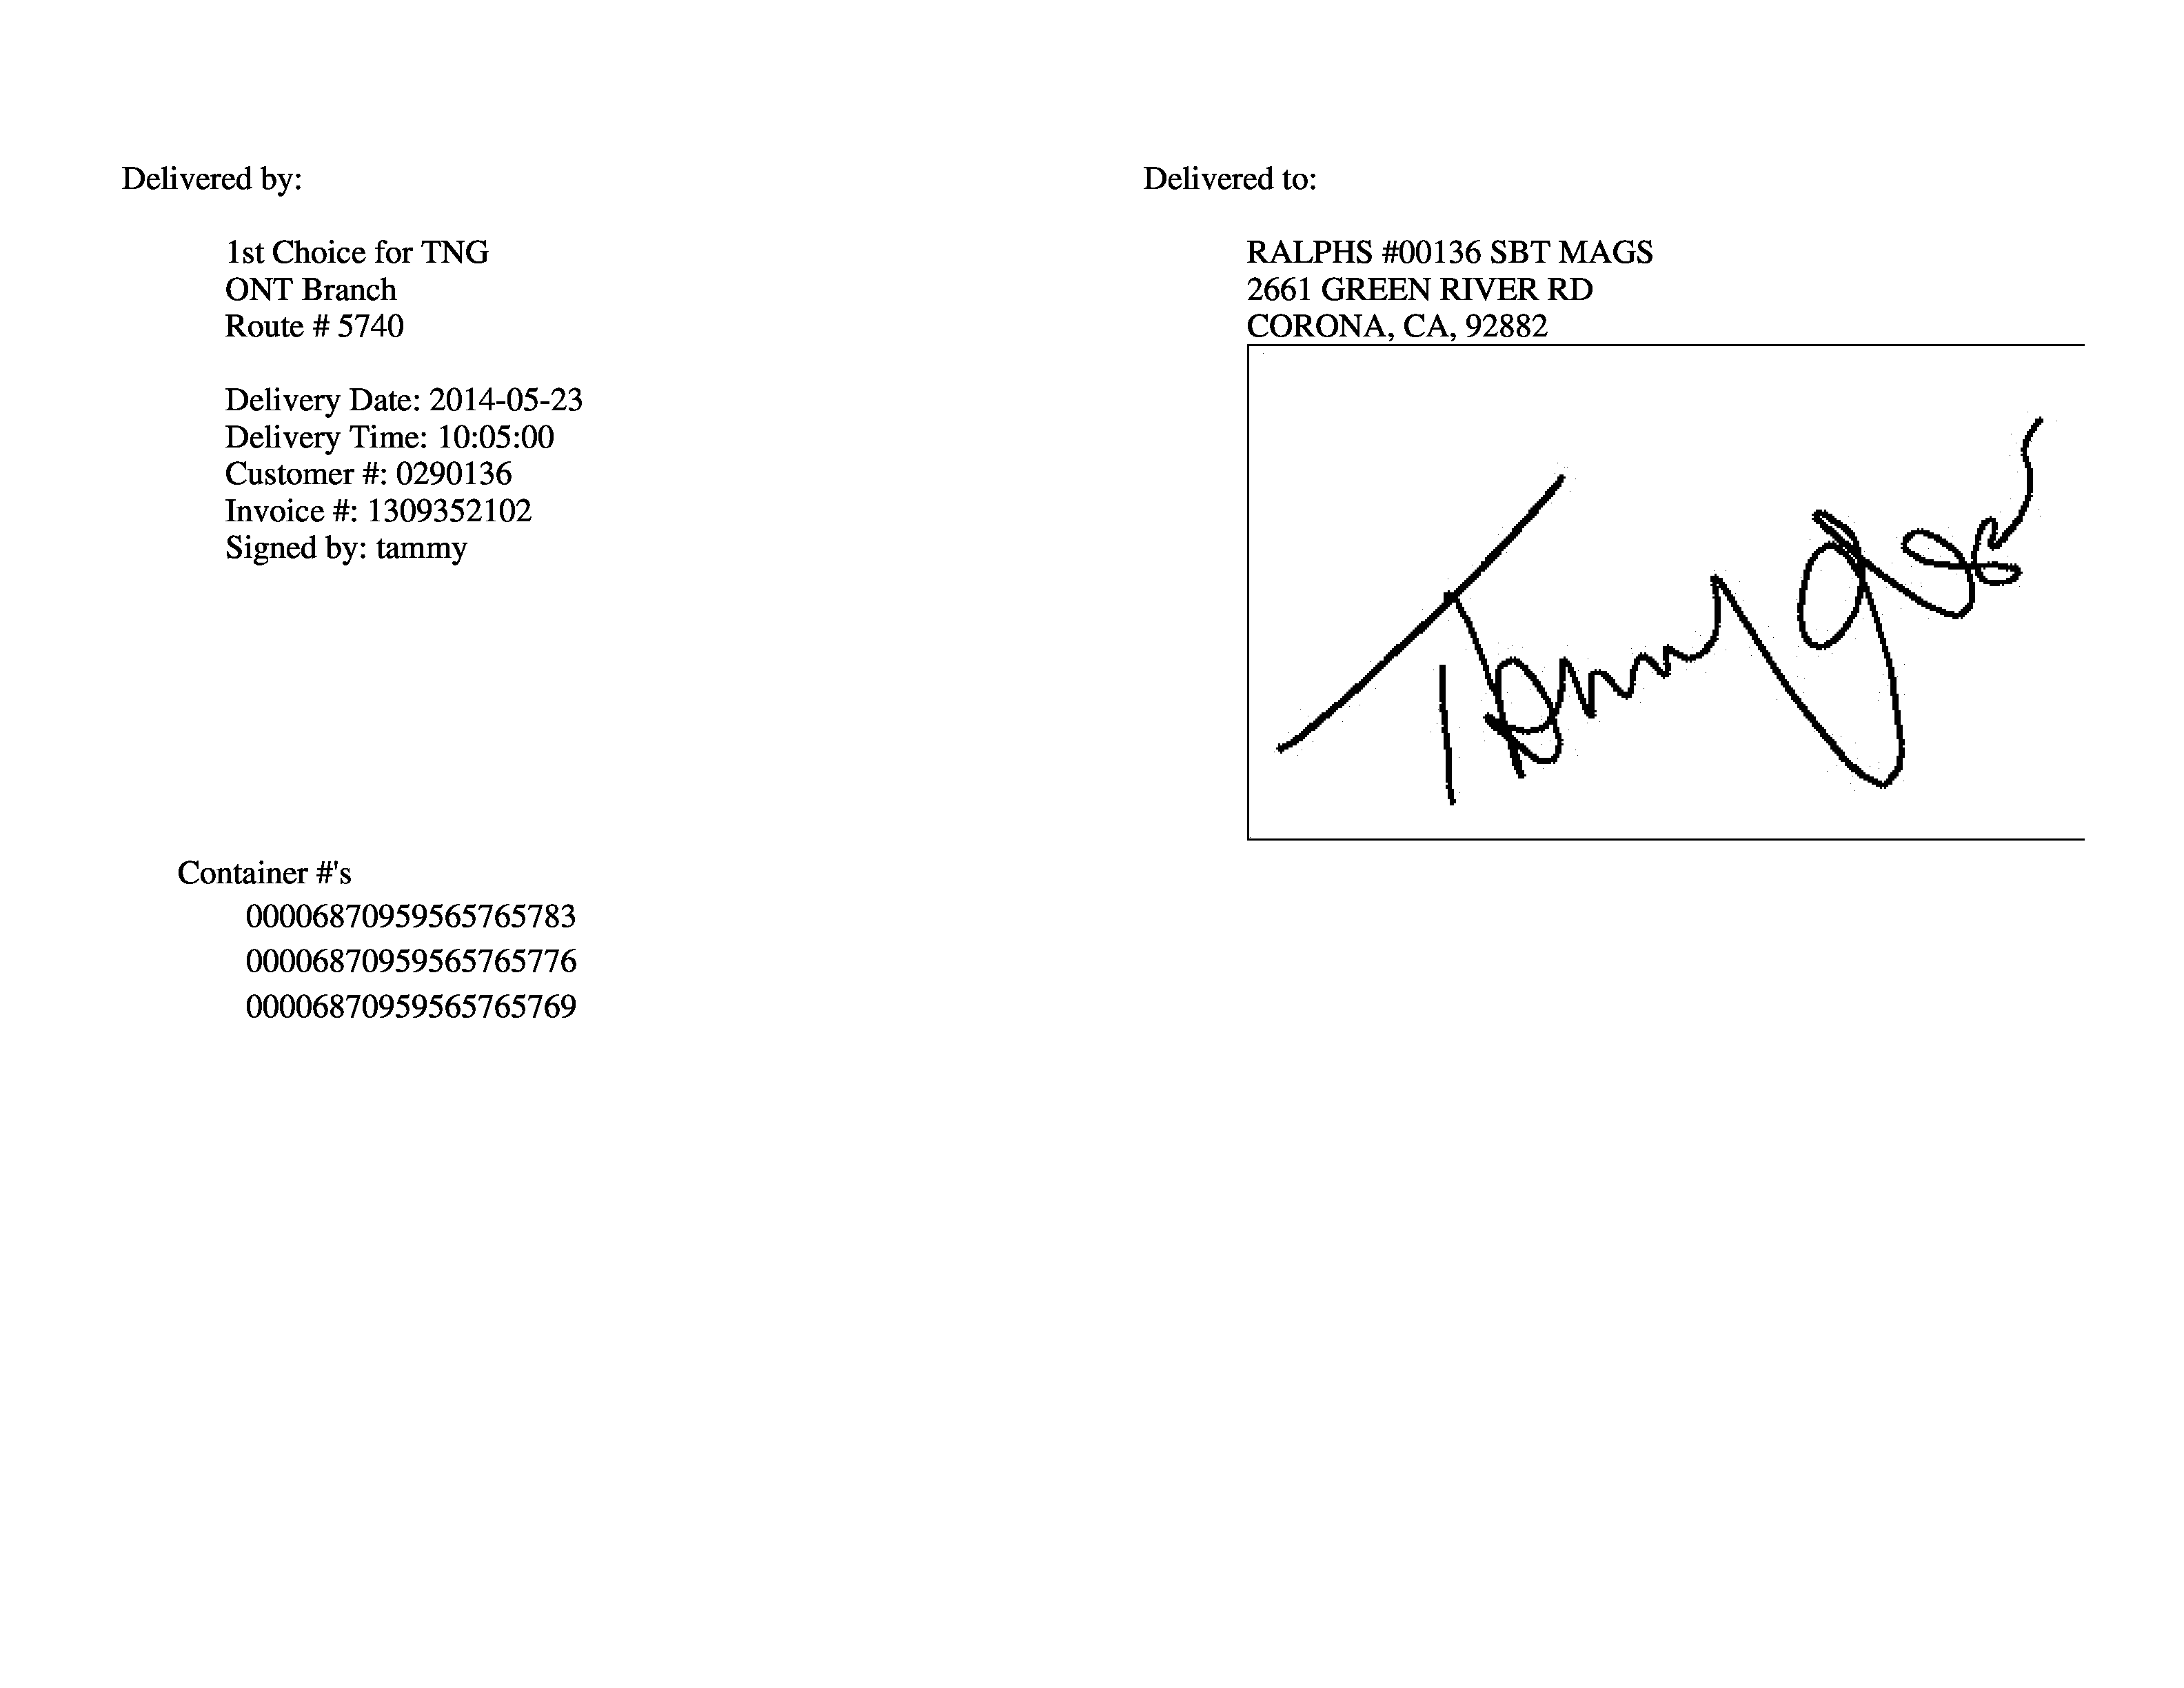 Delivered by:
1st Choice for TNG
ONT Branch
Route # 5740
Delivery Date: 2014-05-23
Delivery Time: 10:05:00
Customer #: 0290136
Invoice #: 1309352102
Signed by: tammy
Delivered to:
RALPHS #00136 SBT MAGS
2661 GREEN RIVER RD
CORONA, CA, 92882
Tammy
Container #'s
00006870959565765783
00006870959565765776
00006870959565765769